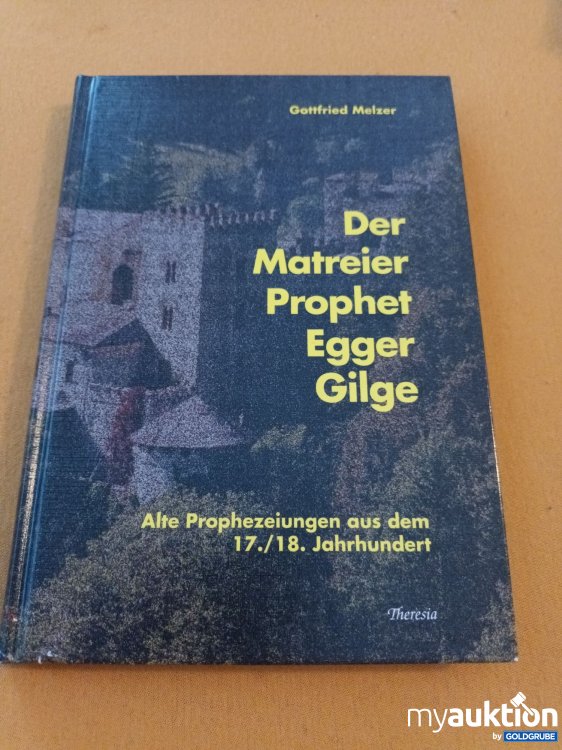 Gottfried Melzer
Der
Matreier
Prophet
Egger
Gilge
Alte Prophezeiungen aus dem
17./18. Jahrhundert
Theresia
myauktion
by GOLDGRUBE